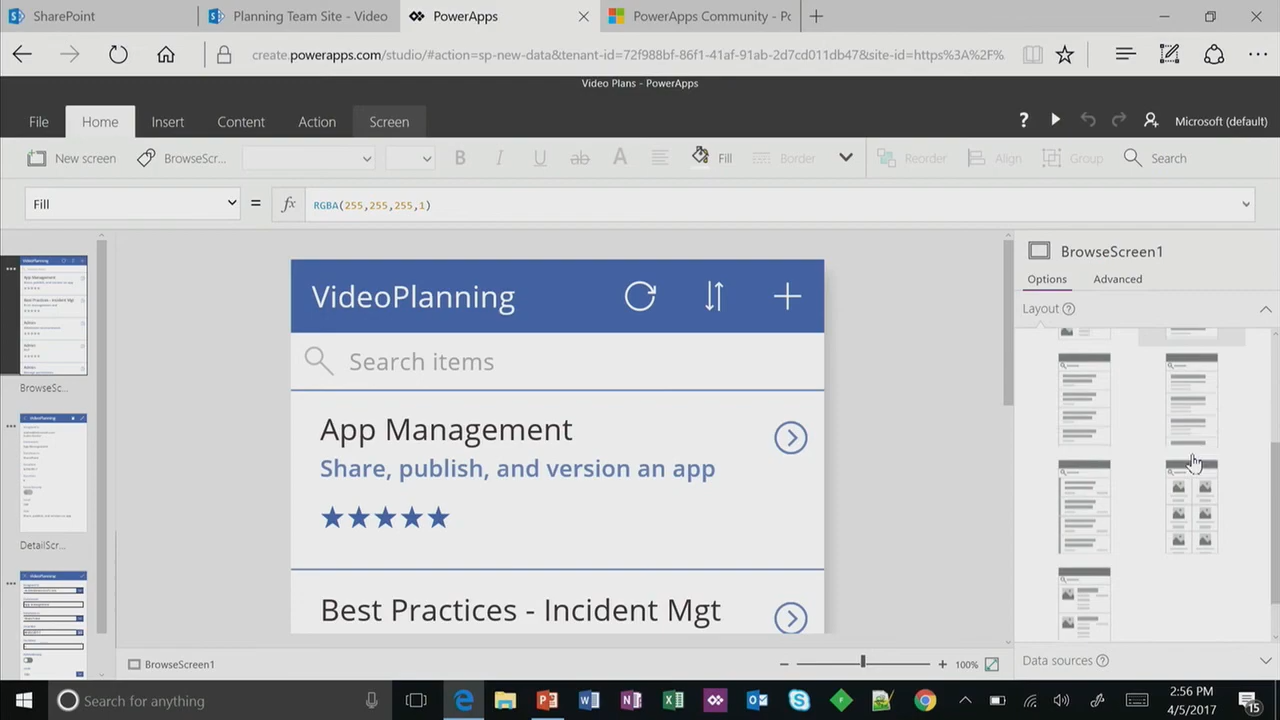 SharePoint
Planning Team Site - Video
PowerApps
PowerApps Community - Po
create.powerapps.com/studio/#action=sp-new-data&tenant-id=72f988bf-86f1-41af-91ab-2d7cd011db47&site-id=https%3A%2F%
Video Plans - PowerApps
File
Home
Insert
Content
Action
Screen
?
Microsoft (default)
New screen
BrowseScr...
B
I
U
ab
A
Fill
Border
Reorder
Align
Group
Search
Fill
=
fx
RGBA(255,255,255,1)
BrowseScreen1
Options
Advanced
Layout ?
VideoPlanning
Search items
App Management
Share, publish, and version an app
Best Practices - Incident Mgt
BrowseSc...
DetailScr...
BrowseScreen1
100%
Data sources ?
Search for anything
2:56 PM
4/5/2017
15